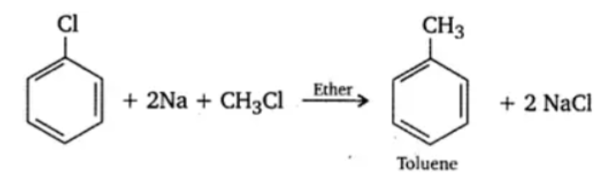 Cl
CH₃
+ 2Na + CH₃Cl Ether + 2 NaCl
Toluene